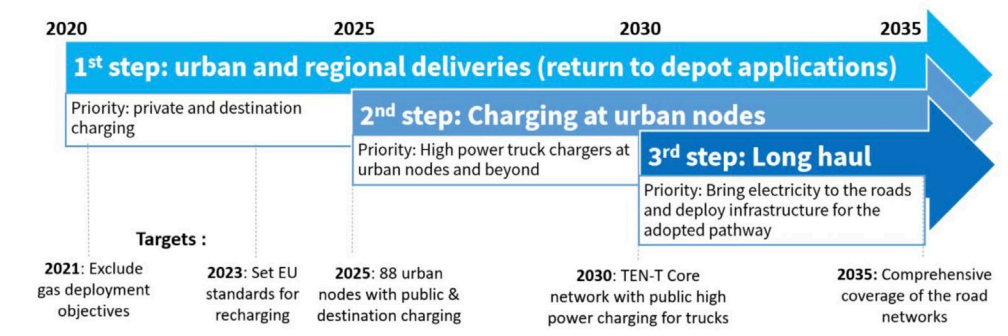 2020 2025 2030 2035
1st step: urban and regional deliveries (return to depot applications)
Priority: private and destination
charging
2nd step: Charging at urban nodes
Priority: High power truck chargers at
urban nodes and beyond
3rd step: Long haul
Priority: Bring electricity to the roads
and deploy infrastructure for the
adopted pathway
Targets :
2021: Exclude
gas deployment
objectives
2023: Set EU
standards for
recharging
2025: 88 urban
nodes with public &
destination charging
2030: TEN-T Core
network with public high
power charging for trucks
2035: Comprehensive
coverage of the road
networks